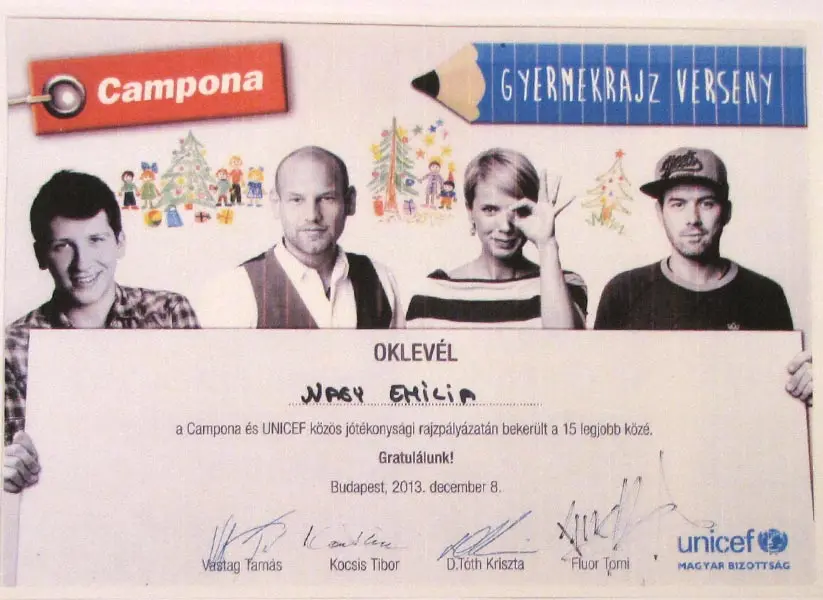 Campona
GYERMEKRAJZ VERSENY
OKLEVÉL
NAGY EMÍLIA
a Campona és UNICEF közös jótékonysági rajzpályázatán bekerült a 15 legjobb közé.
Gratulálunk!
Budapest, 2013. december 8.
Vastag Tamás Kocsis Tibor D.Tóth Kriszta Fluor Tomi
unicef
MAGYAR BIZOTTSÁG